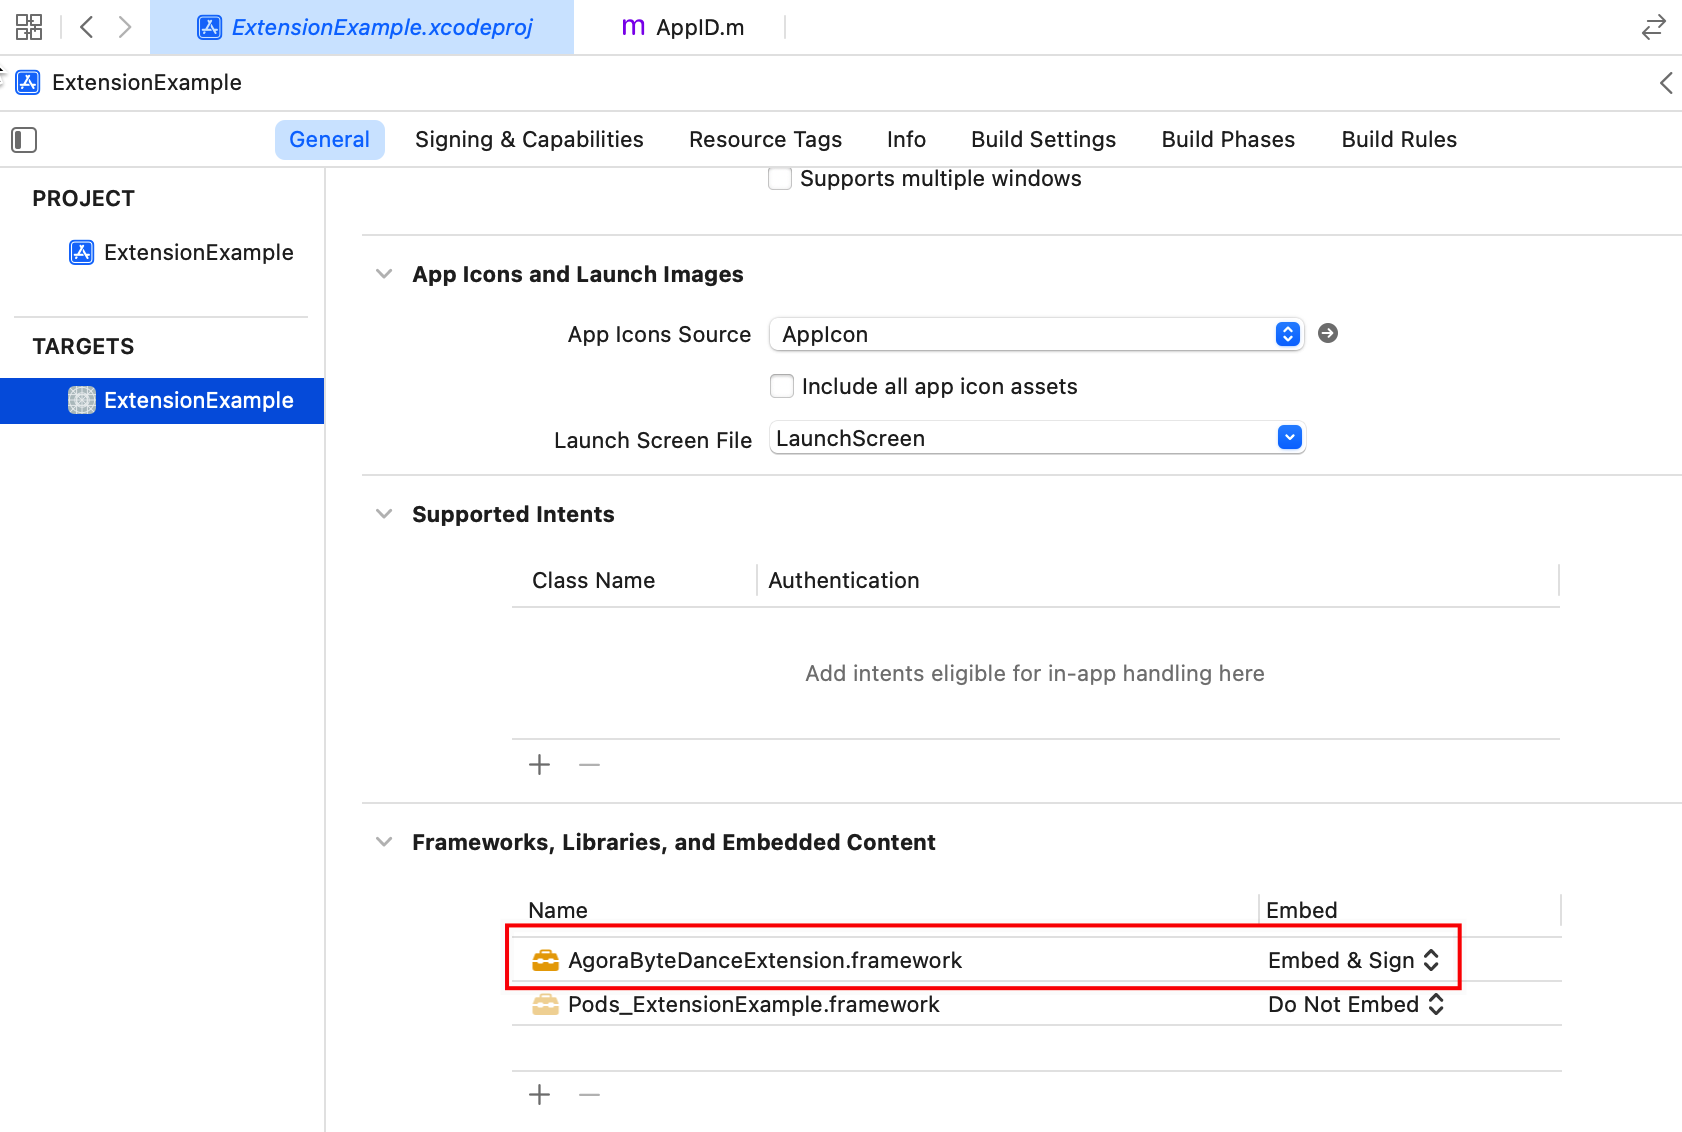 ExtensionExample.xcodeproj
m AppID.m
ExtensionExample
General Signing & Capabilities Resource Tags Info Build Settings Build Phases Build Rules
PROJECT
ExtensionExample
TARGETS
ExtensionExample
Supports multiple windows
App Icons and Launch Images
App Icons Source AppIcon
Include all app icon assets
Launch Screen File LaunchScreen
Supported Intents
Class Name Authentication
Add intents eligible for in-app handling here
Frameworks, Libraries, and Embedded Content
Name Embed
AgoraByteDanceExtension.framework Embed & Sign
Pods_ExtensionExample.framework Do Not Embed